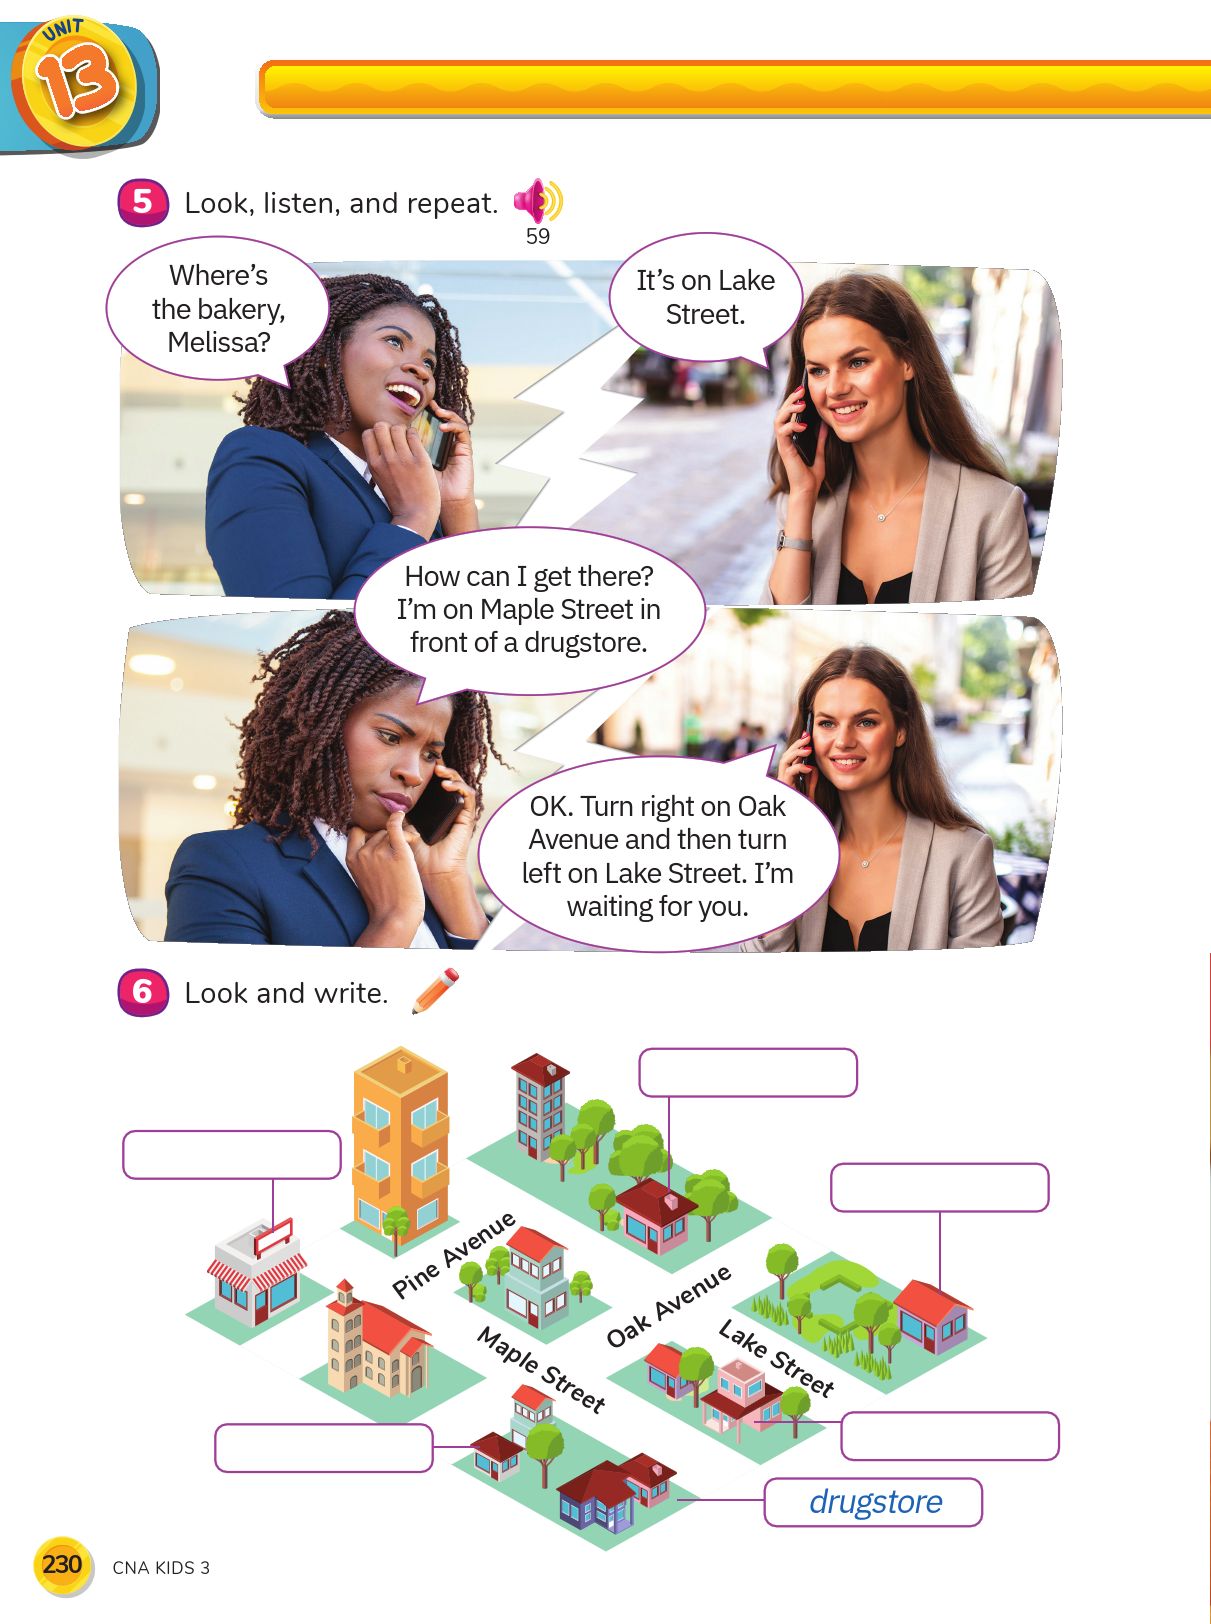 UNIT
13
5 Look, listen, and repeat.
59
Where's
the bakery,
Melissa?
It's on Lake
Street.
How can I get there?
I'm on Maple Street in
front of a drugstore.
OK. Turn right on Oak
Avenue and then turn
left on Lake Street. I'm
waiting for you.
6 Look and write.
Pine Avenue
Oak Avenue
Maple Street
Lake Street
drugstore
230 CNA KIDS 3